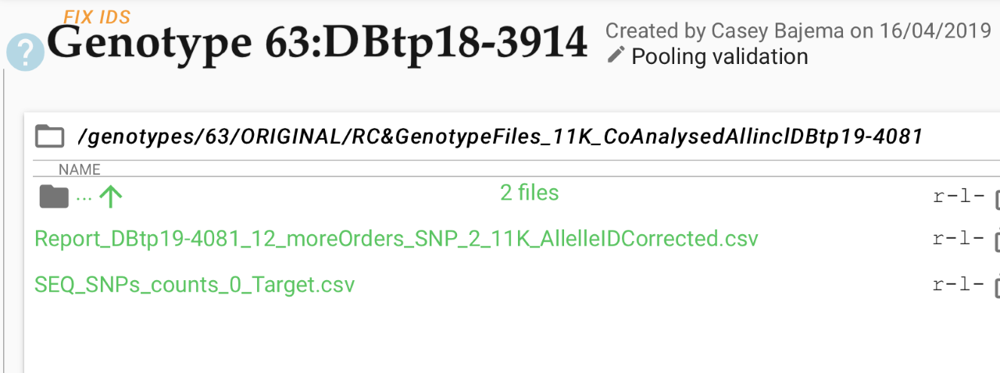 FIX IDS
? Genotype 63:DBtp18-3914
Created by Casey Bajema on 16/04/2019
Pooling validation
/genotypes/63/ORIGINAL/RC&GenotypeFiles_11K_CoAnalysedAllinclDBtp19-4081
NAME
... 2 files r-l-
Report_DBtp19-4081_12_moreOrders_SNP_2_11K_AllelleIDCorrected.csv r-l-
SEQ_SNPs_counts_0_Target.csv r-l-